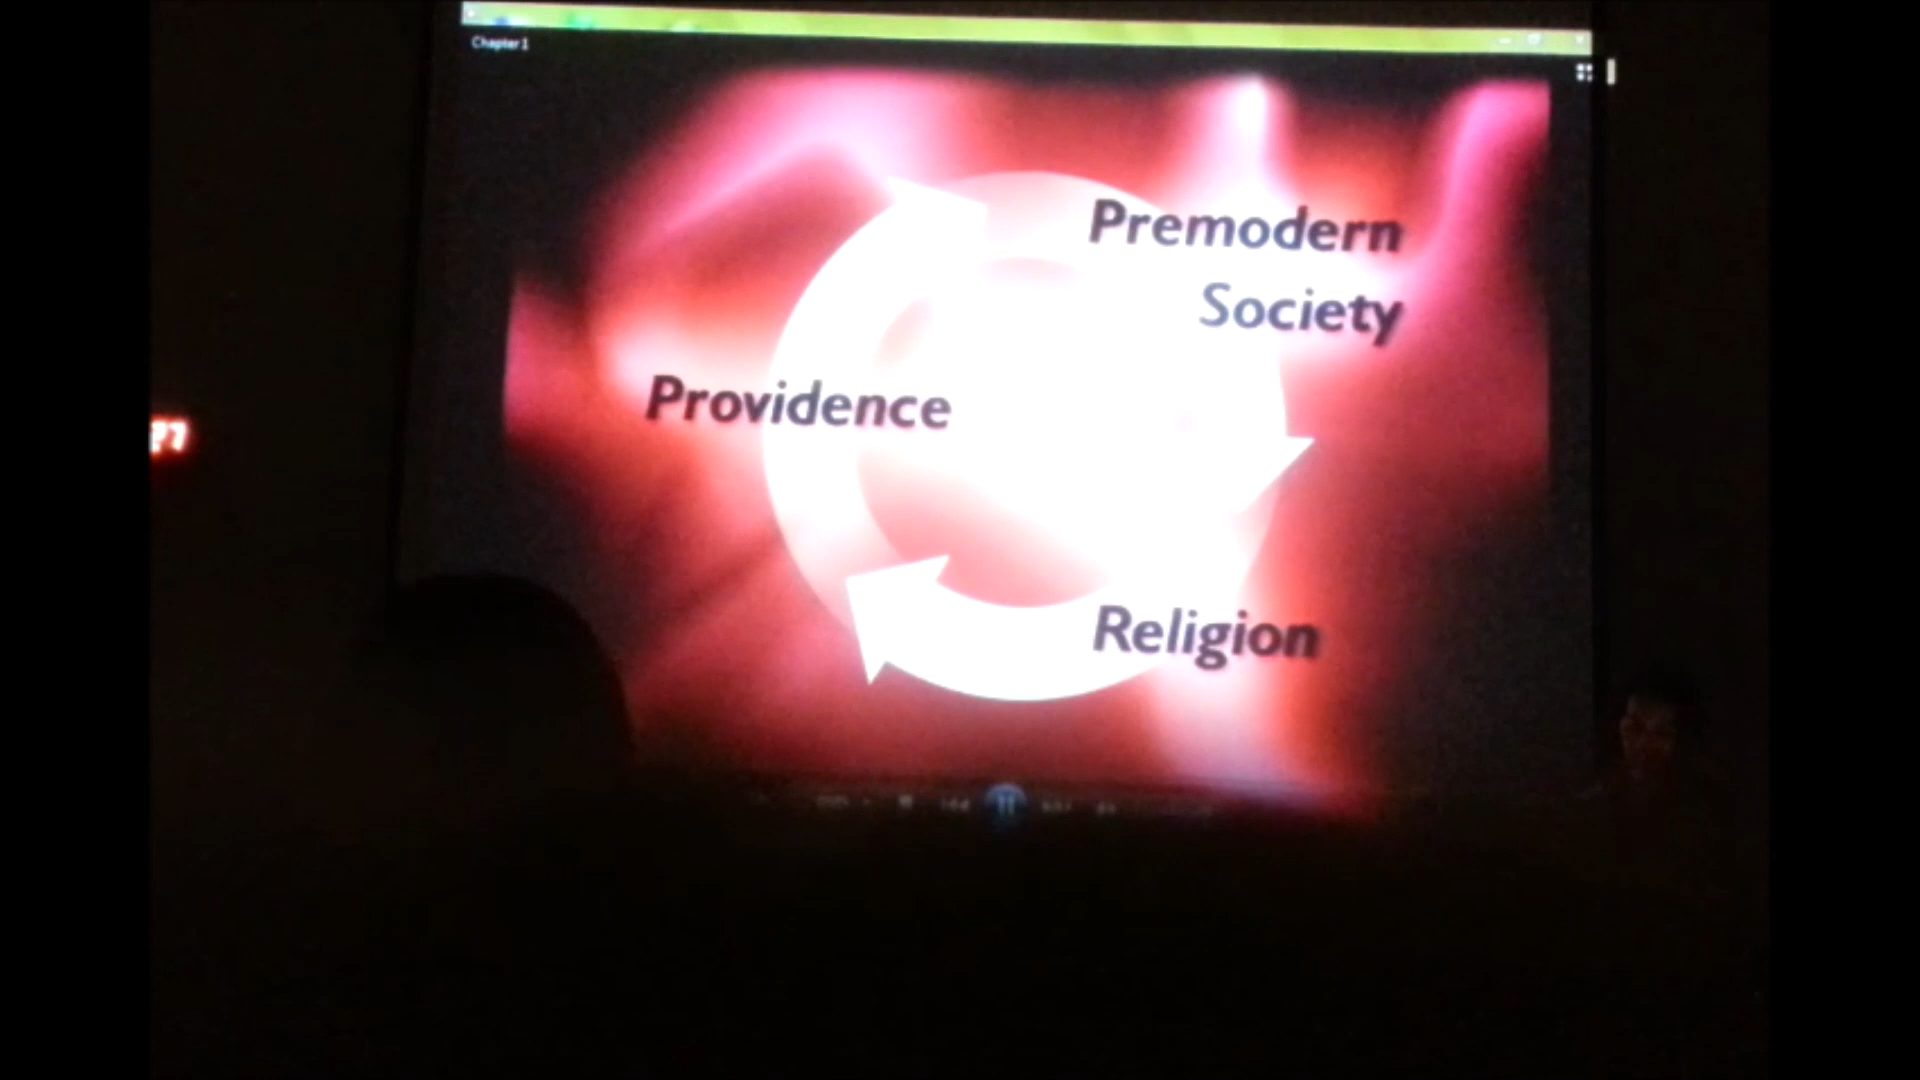 Chapter 1
Premodern
Society
Providence
Religion